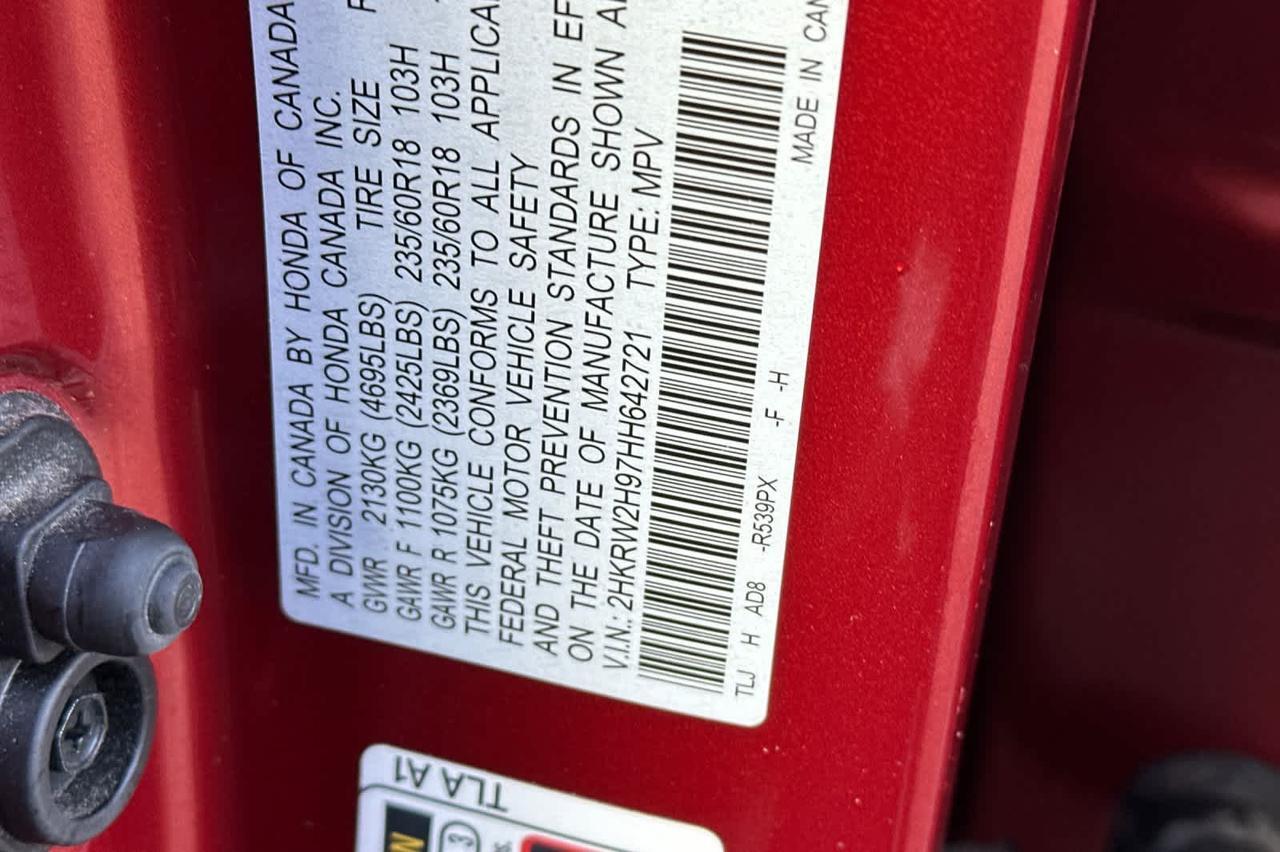 MFD. IN CANADA BY HONDA OF CANADA
A DIVISION OF HONDA CANADA INC.
GVWR 2130KG (4695LBS) TIRE SIZE R
GAWR F 1100KG (2425LBS) 235/60R18 103H
GAWR R 1075KG (2369LBS) 235/60R18 103H
THIS VEHICLE CONFORMS TO ALL APPLICA
FEDERAL MOTOR VEHICLE SAFETY
AND THEFT PREVENTION STANDARDS IN EF
ON THE DATE OF MANUFACTURE SHOWN A
V.I.N.: 2HKRW2H97HH642721 TYPE: MPV
TLJ H AD8 -R539PX -F -H MADE IN CAN
TLA A1
N 3